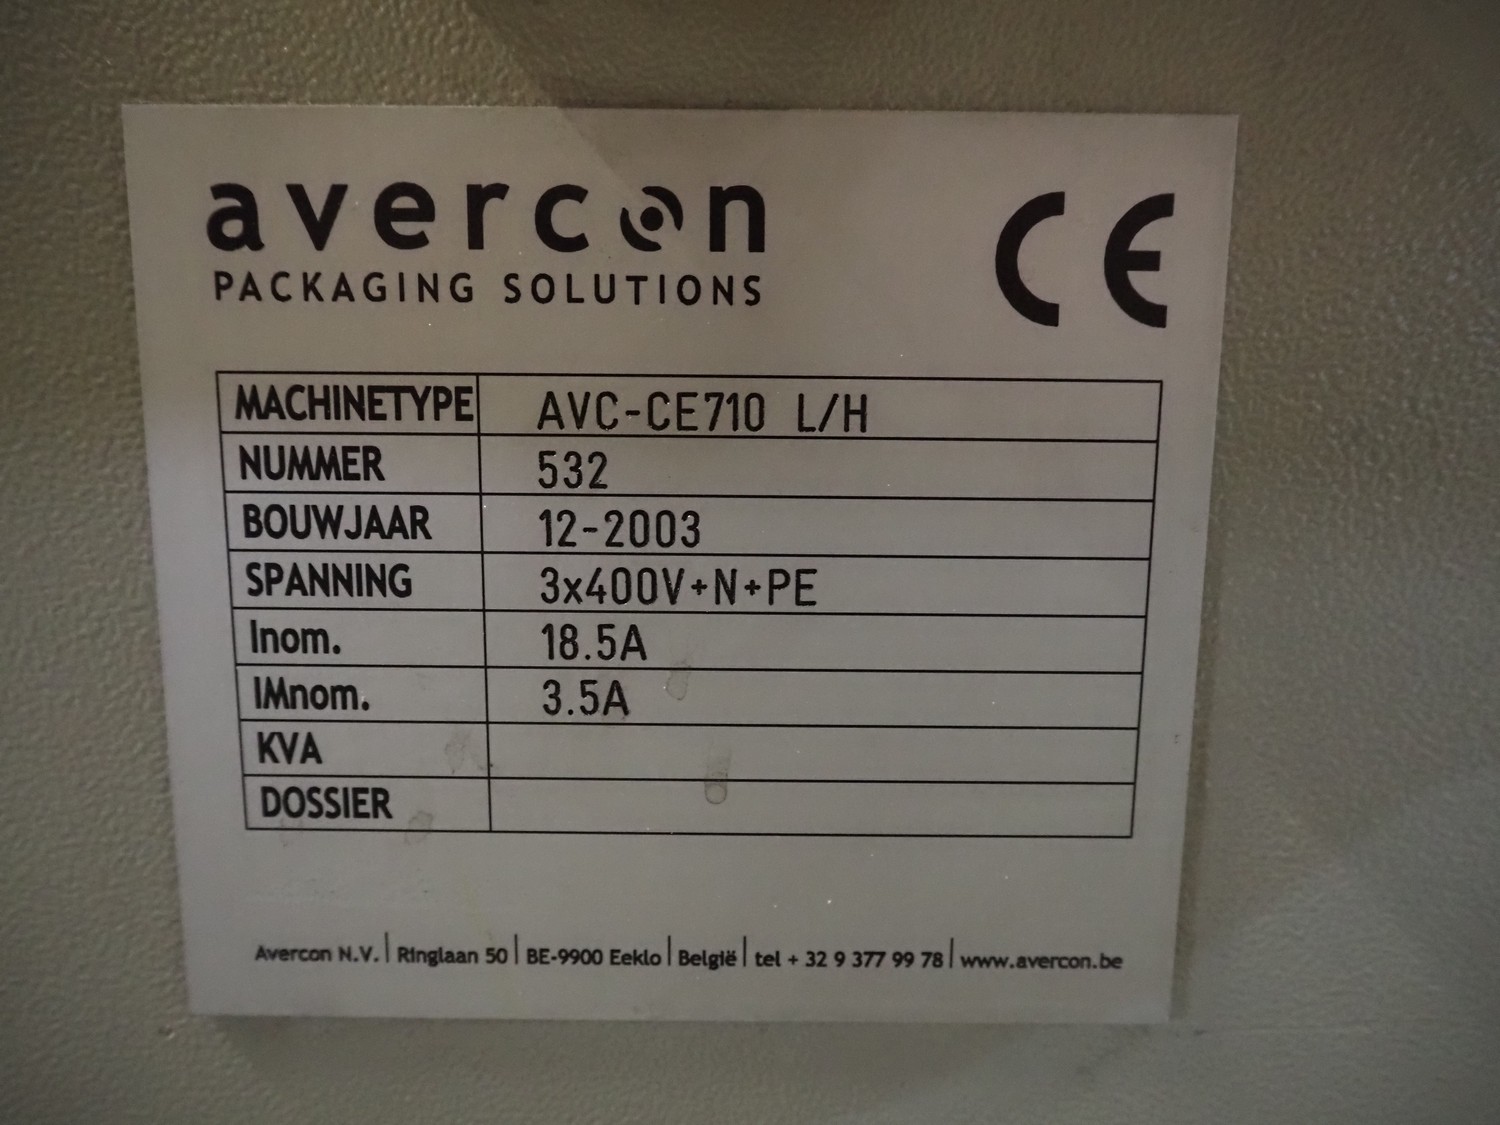 avercon
PACKAGING SOLUTIONS
CE
MACHINETYPE AVC-CE710 L/H
NUMMER 532
BOUWJAAR 12-2003
SPANNING 3x400V+N+PE
Inom. 18.5A
IMnom. 3.5A
KVA
DOSSIER
Avercon N.V. | Ringlaan 50 | BE-9900 Eeklo | België | tel + 32 9 377 99 78 | www.avercon.be